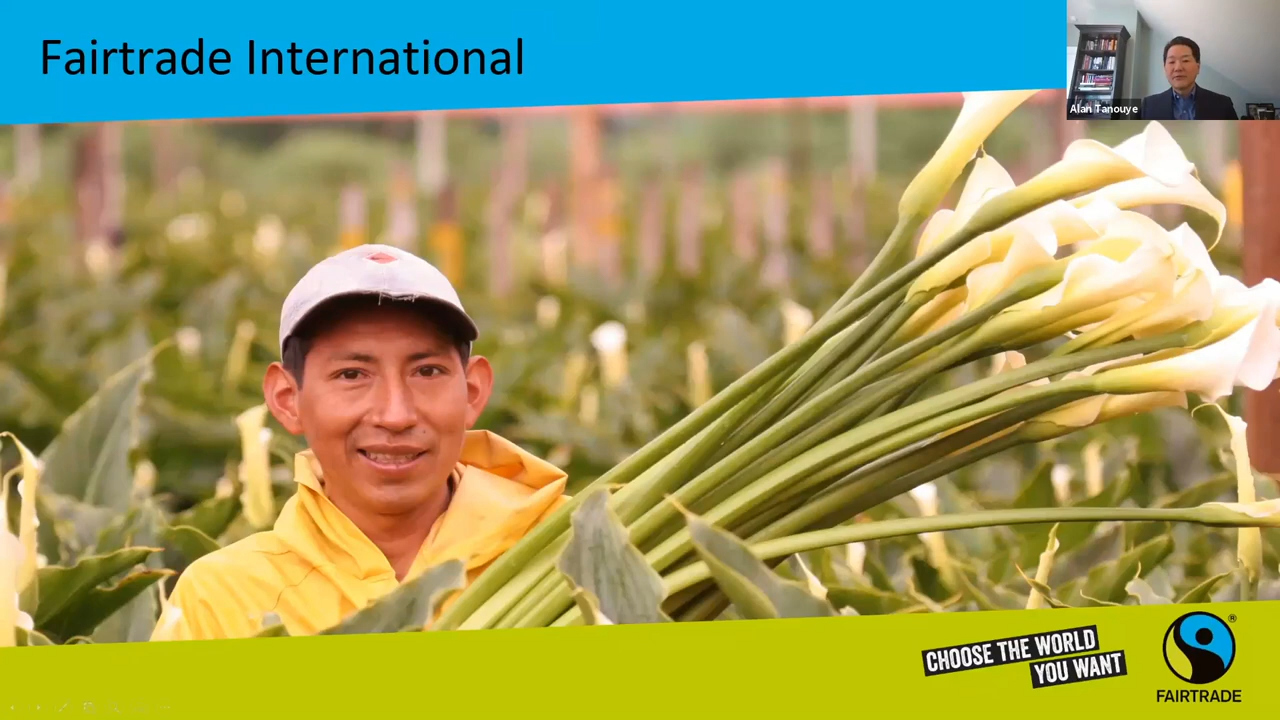 Fairtrade International
Alan Tanouye
CHOOSE THE WORLD
YOU WANT
®
FAIRTRADE